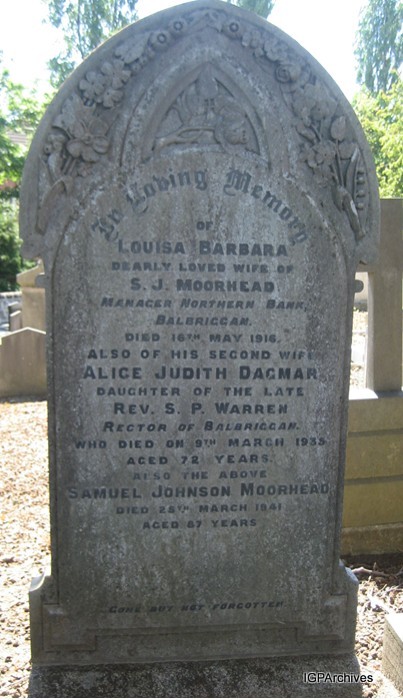 In Loving Memory
OF
LOUISA BARBARA
DEARLY LOVED WIFE OF
S. J. MOORHEAD
MANAGER NORTHERN BANK,
BALBRIGGAN.
DIED 16TH. MAY 1916.
ALSO OF HIS SECOND WIFE
ALICE JUDITH DAGMAR
DAUGHTER OF THE LATE
REV. S. P. WARREN
RECTOR OF BALBRIGGAN.
WHO DIED ON 9TH MARCH 1935
AGED 72 YEARS.
ALSO THE ABOVE
SAMUEL JOHNSON MOORHEAD
DIED 28TH MARCH 1941
AGED 87 YEARS
GONE BUT NOT FORGOTTEN
IGPArchives